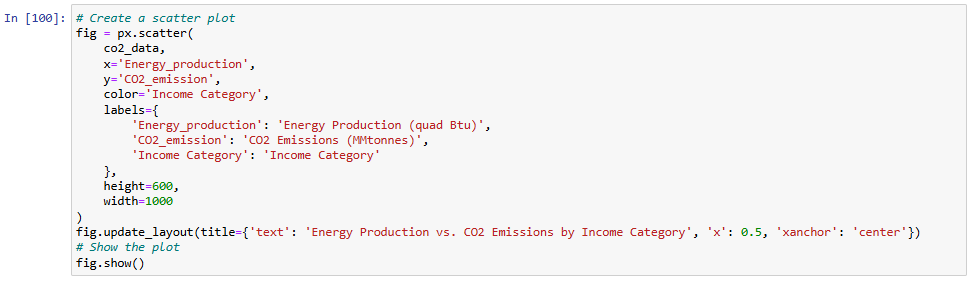 In [100]: # Create a scatter plot
fig = px.scatter(
    co2_data,
    x='Energy_production',
    y='CO2_emission',
    color='Income Category',
    labels={
        'Energy_production': 'Energy Production (quad Btu)',
        'CO2_emission': 'CO2 Emissions (MMtonnes)',
        'Income Category': 'Income Category'
    },
    height=600,
    width=1000
)
fig.update_layout(title={'text': 'Energy Production vs. CO2 Emissions by Income Category', 'x': 0.5, 'xanchor': 'center'})
# Show the plot
fig.show()